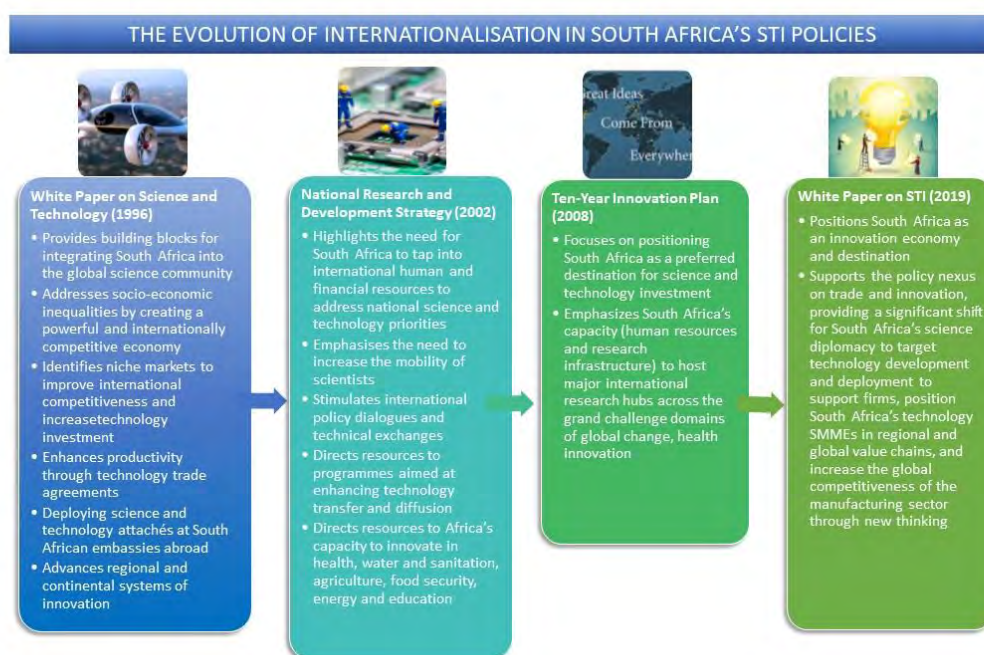 THE EVOLUTION OF INTERNATIONALISATION IN SOUTH AFRICA'S STI POLICIES
White Paper on Science and
Technology (1996)
• Provides building blocks for
integrating South Africa into
the global science community
• Addresses socio-economic
inequalities by creating a
powerful and internationally
competitive economy
• Identifies niche markets to
improve international
competitiveness and
increasetechnology
investment
• Enhances productivity
through technology trade
agreements
• Deploying science and
technology attachés at South
African embassies abroad
• Advances regional and
continental systems of
innovation
National Research and
Development Strategy (2002)
• Highlights the need for
South Africa to tap into
international human and
financial resources to
address national science and
technology priorities
• Emphasises the need to
increase the mobility of
scientists
• Stimulates international
policy dialogues and
technical exchanges
• Directs resources to
programmes aimed at
enhancing technology
transfer and diffusion
• Directs resources to Africa's
capacity to innovate in
health, water and sanitation,
agriculture, food security,
energy and education
reat Ideas
Come From
Everywher
Ten-Year Innovation Plan
(2008)
• Focuses on positioning
South Africa as a preferred
destination for science and
technology investment
• Emphasizes South Africa's
capacity (human resources
and research
infrastructure) to host
major international
research hubs across the
grand challenge domains
of global change, health
innovation
White Paper on STI (2019)
• Positions South Africa as
an innovation economy
and destination
• Supports the policy nexus
on trade and innovation,
providing a significant shift
for South Africa's science
diplomacy to target
technology development
and deployment to
support firms, position
South Africa's technology
SMMEs in regional and
global value chains, and
increase the global
competitiveness of the
manufacturing sector
through new thinking